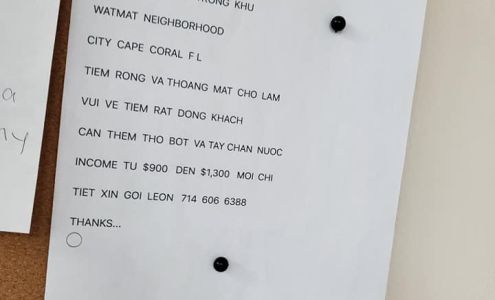 KHU
WATMAT NEIGHBORHOOD
CITY CAPE CORAL F L
TIEM RONG VA THOANG MAT CHO LAM
VUI VE TIEM RAT DONG KHACH
CAN THEM THO BOT VA TAY CHAN NUOC
INCOME TU $900 DEN $1,300 MOI CHI
TIET XIN GOI LEON 714 606 6388
THANKS...